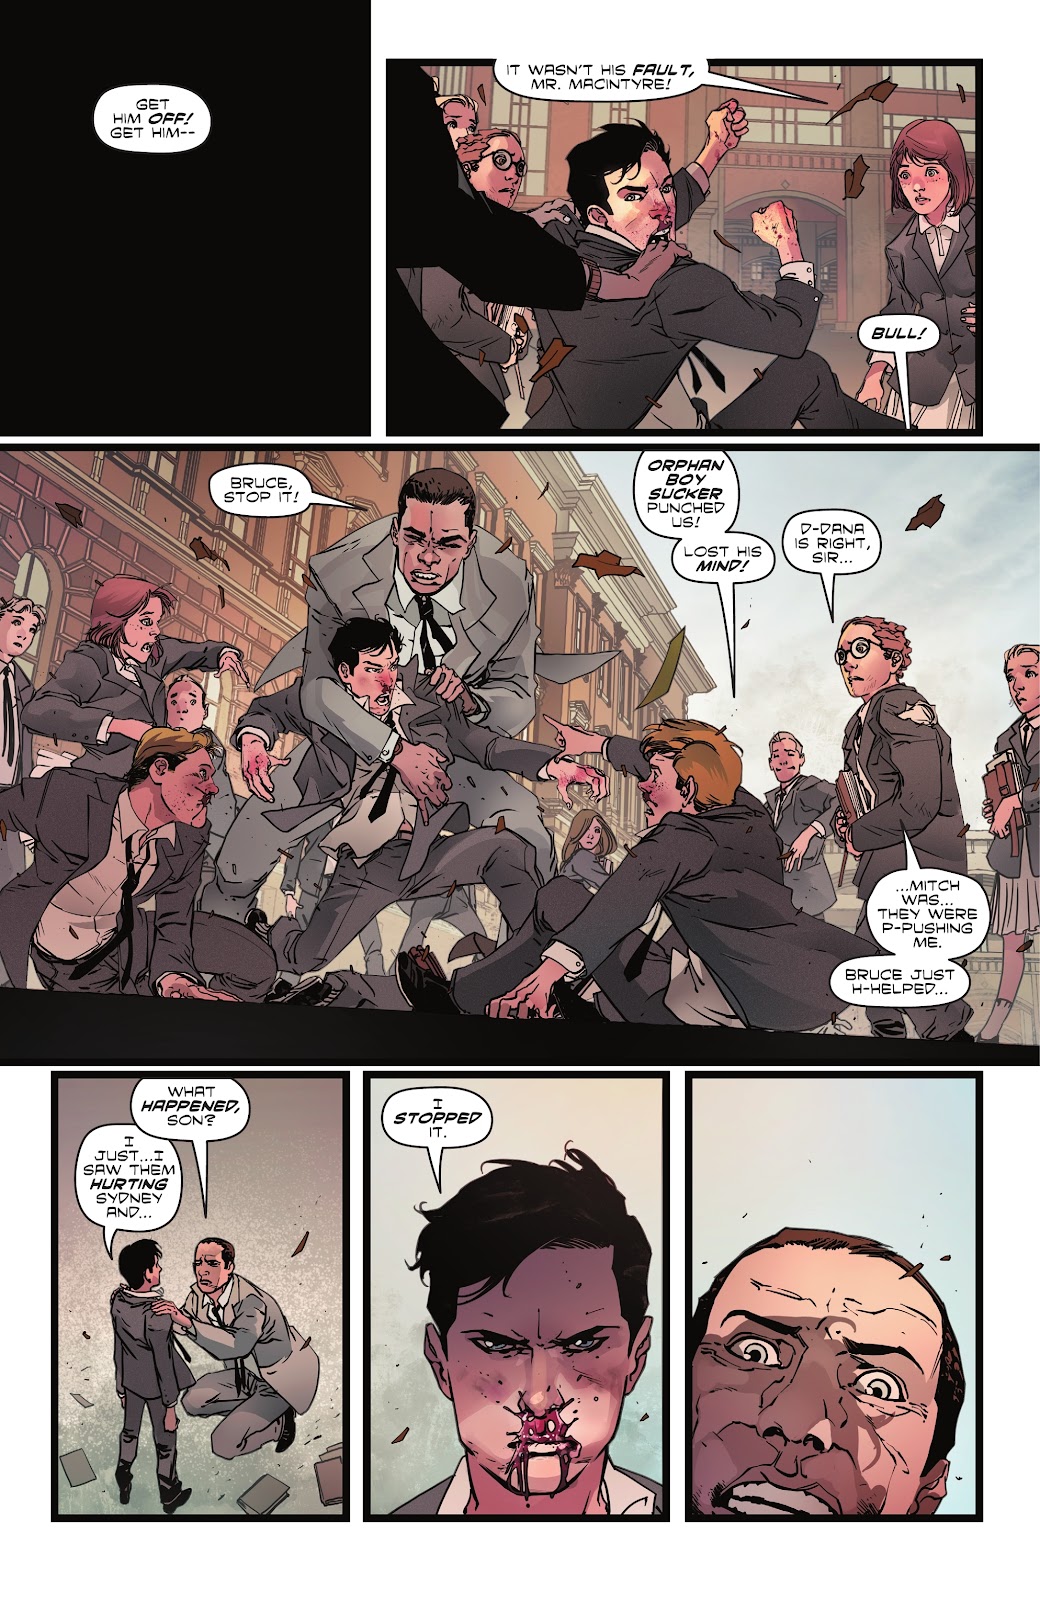 GET
HIM OFF!
GET HIM--
IT WASN'T HIS FAULT,
MR. MACINTYRE!
BULL!
BRUCE,
STOP IT!
ORPHAN
BOY
SUCKER
PUNCHED
US!
LOST HIS
MIND!
D-DANA
IS RIGHT,
SIR...
...MITCH
WAS...
THEY WERE
P-PUSHING
ME.
BRUCE JUST
H-HELPED...
WHAT
HAPPENED,
SON?
I
JUST...I
SAW THEM
HURTING
SYDNEY
AND...
I
STOPPED
IT.